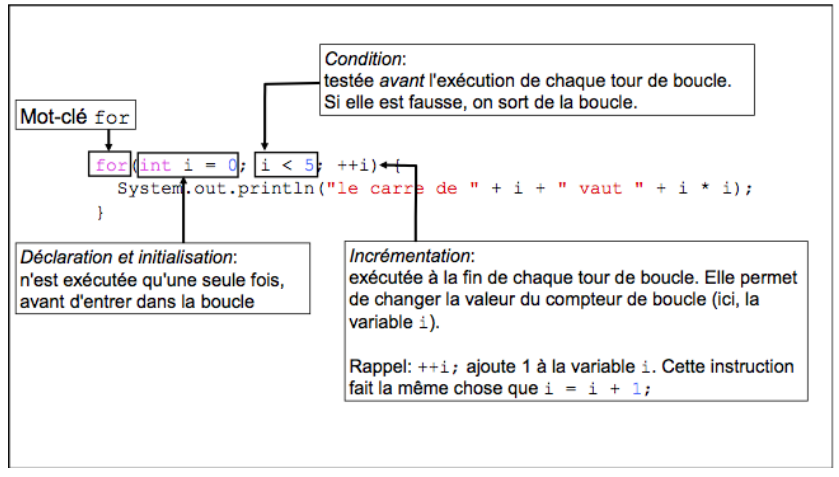 Condition:
testée avant l'exécution de chaque tour de boucle.
Si elle est fausse, on sort de la boucle.
Mot-clé for
for(int i = 0; i < 5; ++i) {
System.out.println("le carre de " + i + " vaut " + i * i);
}
Déclaration et initialisation:
n'est exécutée qu'une seule fois,
avant d'entrer dans la boucle
Incrémentation:
exécutée à la fin de chaque tour de boucle. Elle permet
de changer la valeur du compteur de boucle (ici, la
variable i).
Rappel: ++i; ajoute 1 à la variable i. Cette instruction
fait la même chose que i = i + 1;